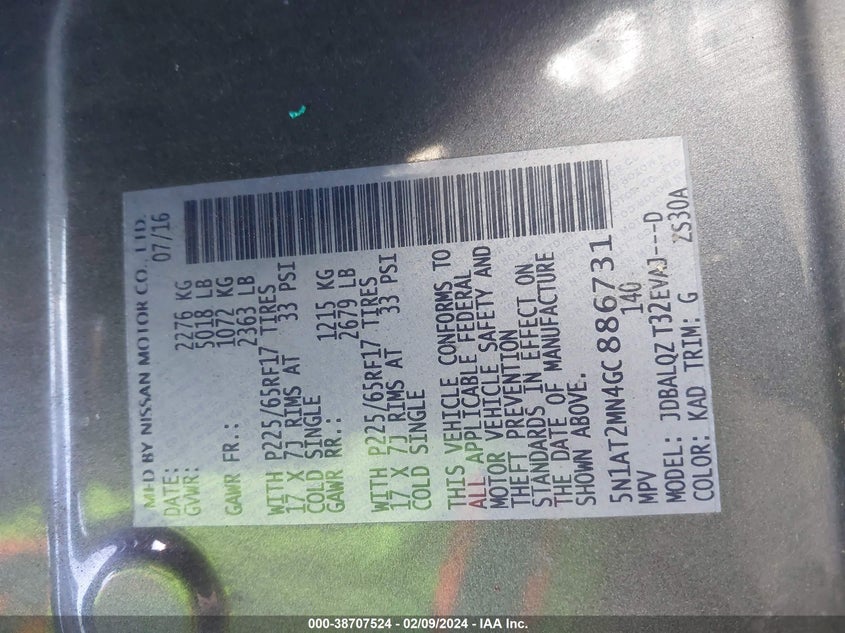 MFD BY NISSAN MOTOR CO., LTD.
DATE: 07/16
GVWR: 2276 KG
5018 LB
GAWR FR.: 1072 KG
2363 LB
WITH P225/65RF17 TIRES
17 X 7J RIMS AT 33 PSI
COLD SINGLE
GAWR RR.: 1215 KG
2679 LB
WITH P225/65RF17 TIRES
17 X 7J RIMS AT 33 PSI
COLD SINGLE
THIS VEHICLE CONFORMS TO
ALL APPLICABLE FEDERAL
MOTOR VEHICLE SAFETY AND
THEFT PREVENTION
STANDARDS IN EFFECT ON
THE DATE OF MANUFACTURE
SHOWN ABOVE.
5N1AT2MN4GC886731
MPV 140
MODEL: JDBALQZ T32EVAJ---D
COLOR: KAD TRIM: G ZS30A
000-38707524 - 02/09/2024 - IAA Inc.